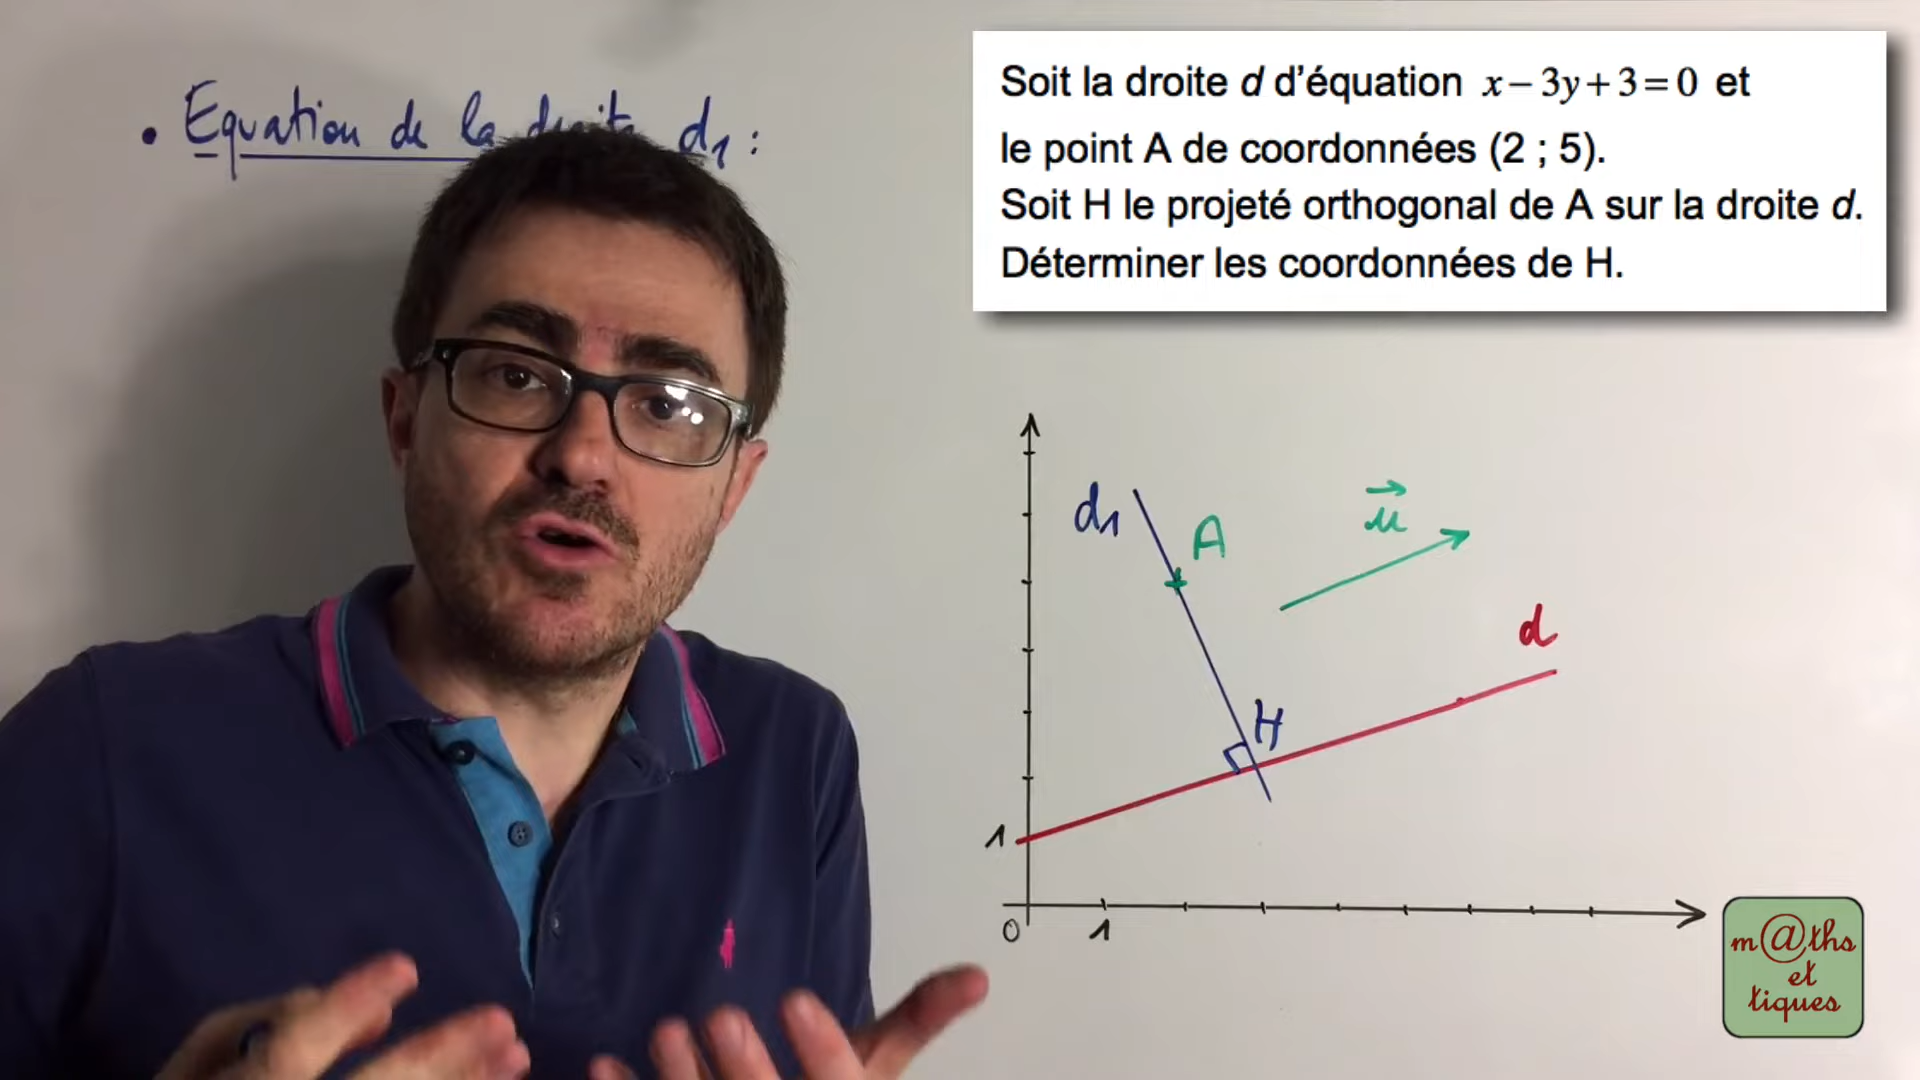 • Equation de la droite d₁ :
Soit la droite d d’équation x – 3y + 3 = 0 et
le point A de coordonnées (2 ; 5).
Soit H le projeté orthogonal de A sur la droite d.
Déterminer les coordonnées de H.
d₁
A
u⃗
d
H
1
0
1
m@ths
et
tiques